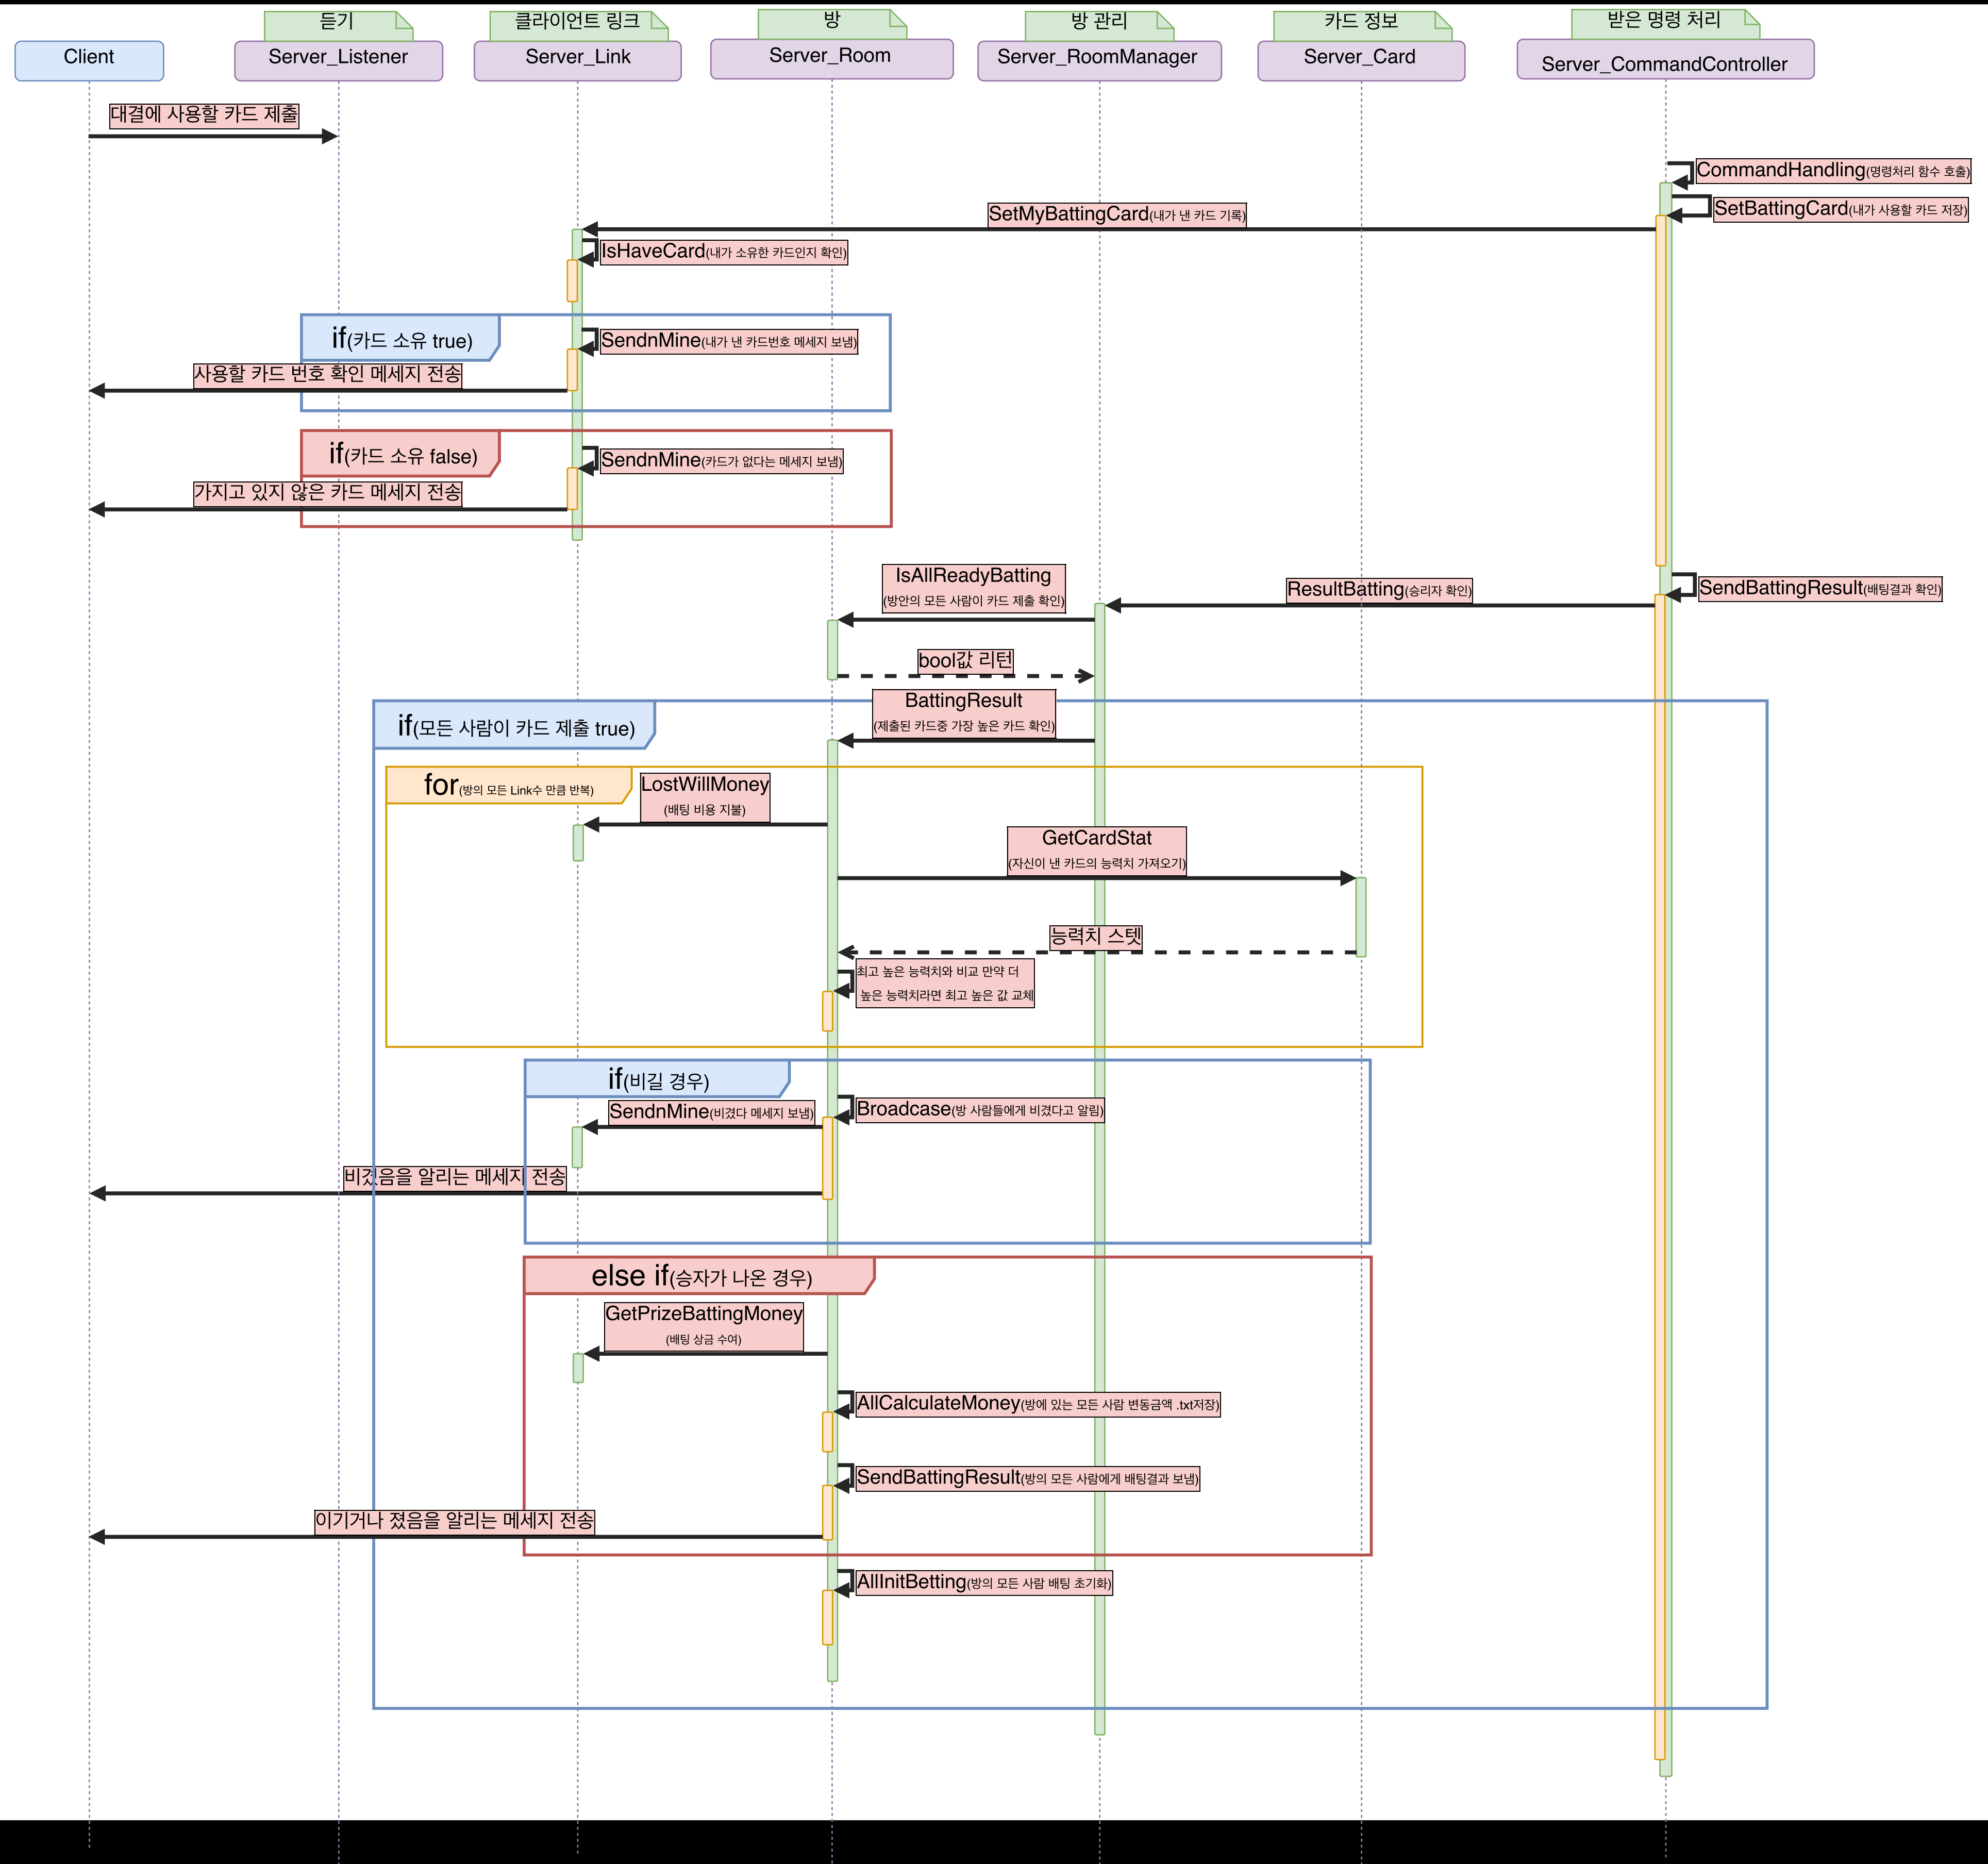 듣기
클라이언트 링크
방
방 관리
카드 정보
받은 명령 처리
Client
Server_Listener
Server_Link
Server_Room
Server_RoomManager
Server_Card
Server_CommandController
대결에 사용할 카드 제출
CommandHandling(명령처리 함수 호출)
SetBattingCard(내가 사용할 카드 저장)
SetMyBattingCard(내가 낸 카드 기록)
IsHaveCard(내가 소유한 카드인지 확인)
if(카드 소유 true)
SendnMine(내가 낸 카드번호 메세지 보냄)
사용할 카드 번호 확인 메세지 전송
if(카드 소유 false)
SendnMine(카드가 없다는 메세지 보냄)
가지고 있지 않은 카드 메세지 전송
IsAllReadyBatting
(방안의 모든 사람이 카드 제출 확인)
ResultBatting(승리자 확인)
SendBattingResult(배팅결과 확인)
bool값 리턴
BattingResult
(제출된 카드중 가장 높은 카드 확인)
if(모든 사람이 카드 제출 true)
for(방의 모든 Link수 만큼 반복)
LostWillMoney
(배팅 비용 지불)
GetCardStat
(자신이 낸 카드의 능력치 가져오기)
능력치 스텟
최고 높은 능력치와 비교 만약 더
높은 능력치라면 최고 높은 값 교체
if(비길 경우)
Broadcase(방 사람들에게 비겼다고 알림)
SendnMine(비겼다 메세지 보냄)
비겼음을 알리는 메세지 전송
else if(승자가 나온 경우)
GetPrizeBattingMoney
(배팅 상금 수여)
AllCalculateMoney(방에 있는 모든 사람 변동금액 .txt저장)
SendBattingResult(방의 모든 사람에게 배팅결과 보냄)
이기거나 졌음을 알리는 메세지 전송
AllInitBetting(방의 모든 사람 배팅 초기화)